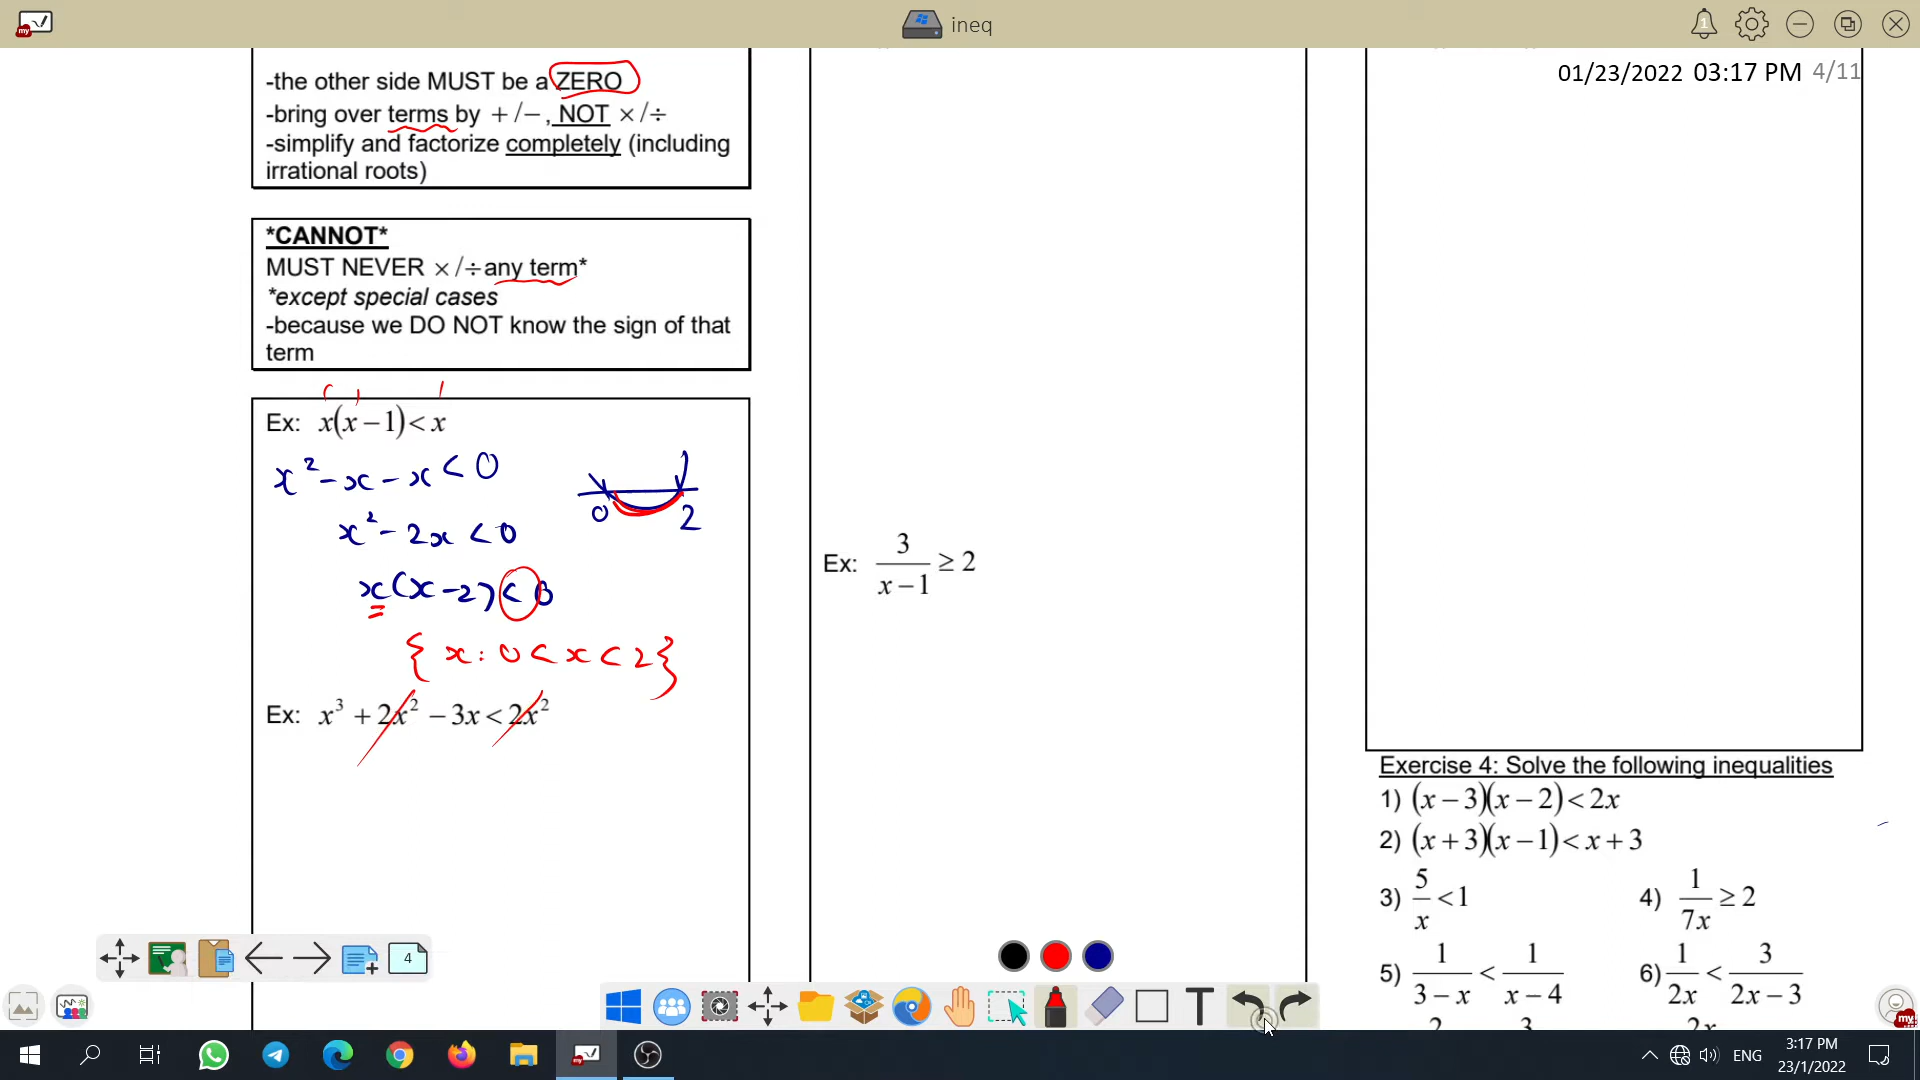 ineq
01/23/2022 03:17 PM 4/11
-the other side MUST be a ZERO
-bring over terms by +/−, NOT ×/÷
-simplify and factorize completely (including
irrational roots)
*CANNOT*
MUST NEVER ×/÷ any term*
*except special cases
-because we DO NOT know the sign of that
term
Ex: x(x−1)<x
x² − x − x < 0
x² − 2x < 0
x(x−2) < 0
{x: 0 < x < 2}
0 2
Ex: x³ + 2x² − 3x < 2x²
Ex: 3/(x−1) ≥ 2
Exercise 4: Solve the following inequalities
1) (x−3)(x−2)<2x
2) (x+3)(x−1)<x+3
3) 5/x <1
4) 1/(7x) ≥ 2
5) 1/(3−x) < 1/(x−4)
6) 1/(2x) < 3/(2x−3)
2 3 2x
4
T
ENG
3:17 PM
23/1/2022